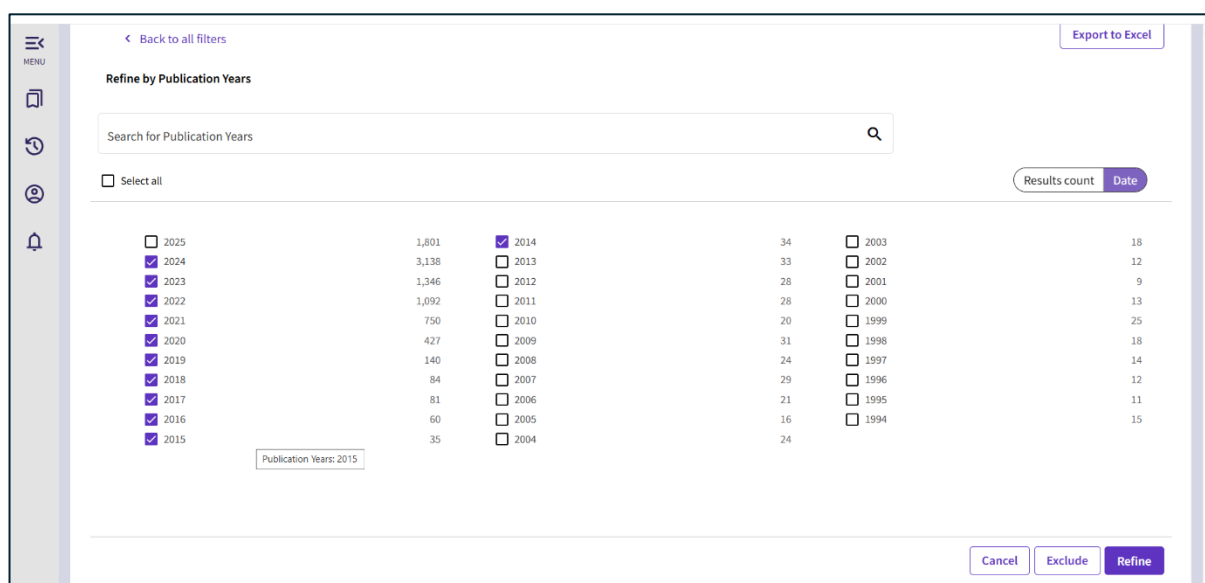 Back to all filters
Export to Excel
MENU
Refine by Publication Years
Search for Publication Years
Select all
Results count Date
2025 1,801 2014 34 2003 18
2024 3,138 2013 33 2002 12
2023 1,346 2012 28 2001 9
2022 1,092 2011 28 2000 13
2021 750 2010 20 1999 25
2020 427 2009 31 1998 18
2019 140 2008 24 1997 14
2018 84 2007 29 1996 12
2017 81 2006 21 1995 11
2016 60 2005 16 1994 15
2015 35 2004 24
Publication Years: 2015
Cancel Exclude Refine